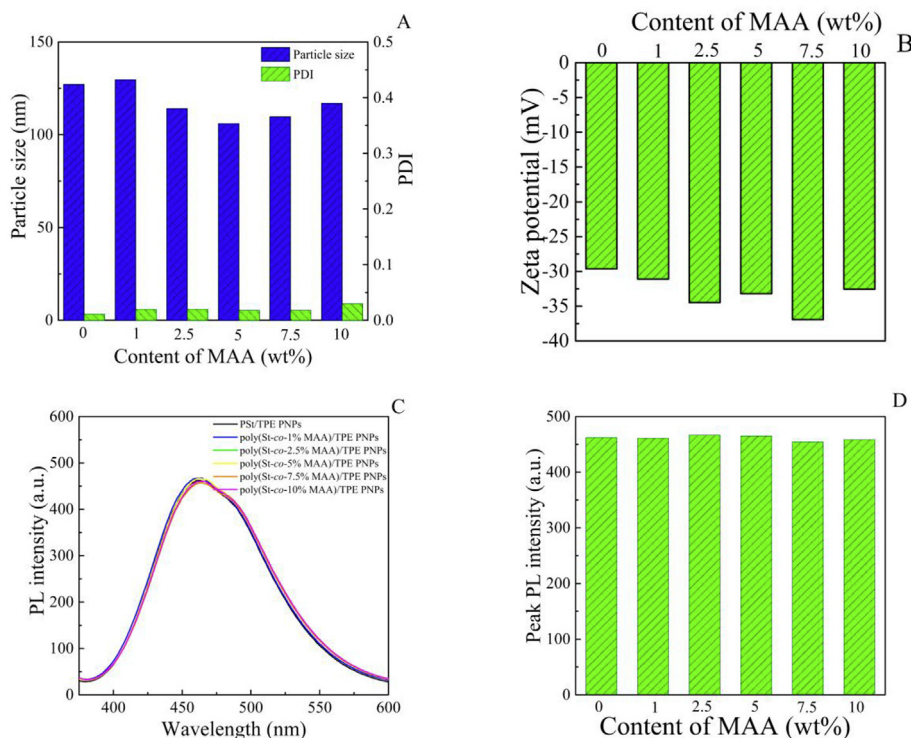 A
150
100
50
0
Particle size (nm)
Particle size
PDI
0.5
0.4
0.3
0.2
0.1
0.0
PDI
0 1 2.5 5 7.5 10
Content of MAA (wt%)
Content of MAA (wt%)
B
0 1 2.5 5 7.5 10
0
-5
-10
-15
-20
-25
-30
-35
-40
Zeta potential (mV)
C
600
500
400
300
200
100
0
PL intensity (a.u.)
PSt/TPE PNPs
poly(St-co-1% MAA)/TPE PNPs
poly(St-co-2.5% MAA)/TPE PNPs
poly(St-co-5% MAA)/TPE PNPs
poly(St-co-7.5% MAA)/TPE PNPs
poly(St-co-10% MAA)/TPE PNPs
400 450 500 550 600
Wavelength (nm)
D
500
400
300
200
100
0
Peak PL intensity (a.u.)
0 1 2.5 5 7.5 10
Content of MAA (wt%)